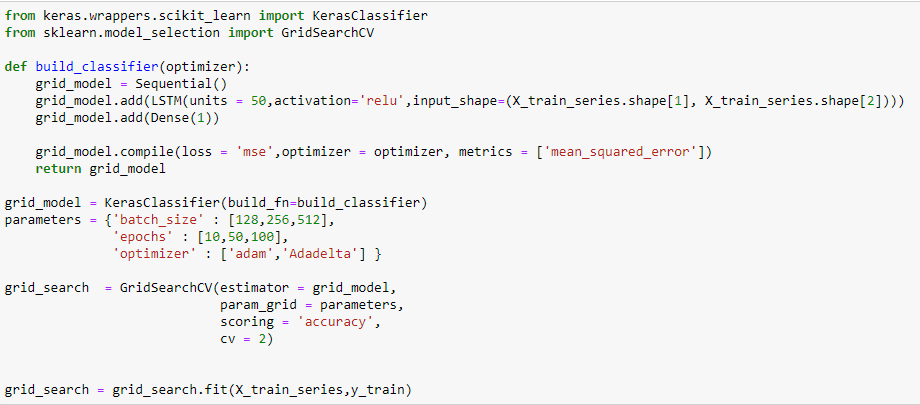 from keras.wrappers.scikit_learn import KerasClassifier
from sklearn.model_selection import GridSearchCV

def build_classifier(optimizer):
    grid_model = Sequential()
    grid_model.add(LSTM(units = 50,activation='relu',input_shape=(X_train_series.shape[1], X_train_series.shape[2])))
    grid_model.add(Dense(1))

    grid_model.compile(loss = 'mse',optimizer = optimizer, metrics = ['mean_squared_error'])
    return grid_model

grid_model = KerasClassifier(build_fn=build_classifier)
parameters = {'batch_size' : [128,256,512],
              'epochs' : [10,50,100],
              'optimizer' : ['adam','Adadelta'] }

grid_search  = GridSearchCV(estimator = grid_model,
                            param_grid = parameters,
                            scoring = 'accuracy',
                            cv = 2)


grid_search = grid_search.fit(X_train_series,y_train)